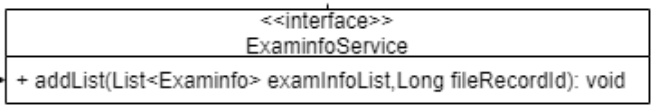 <<interface>>
ExaminfoService
+ addList(List<Examinfo> examInfoList,Long fileRecordId): void